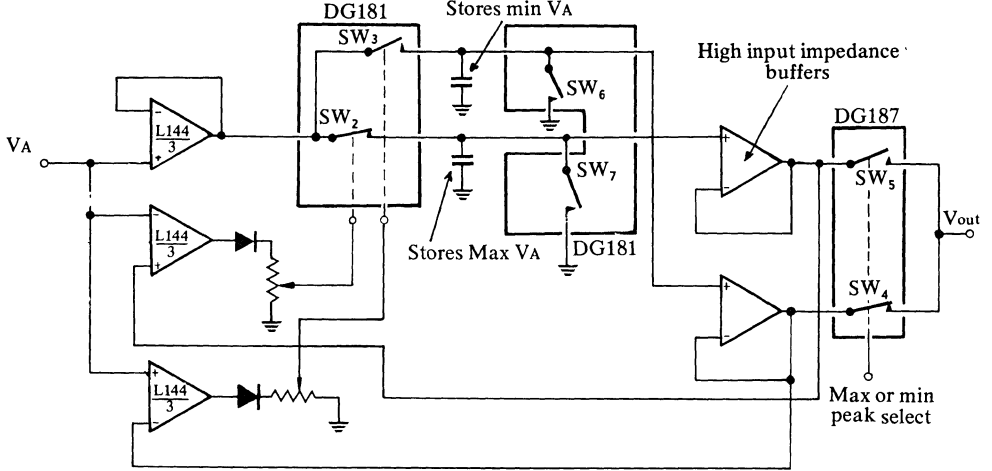 DG181
Stores min VA
SW3
High input impedance
buffers
SW6
-
L144
3
+
SW2
DG187
VA
+
-
SW7
SW5
Vout
-
L144
3
+
Stores Max VA
DG181
SW4
+
-
+
L144
3
-
Max or min
peak select